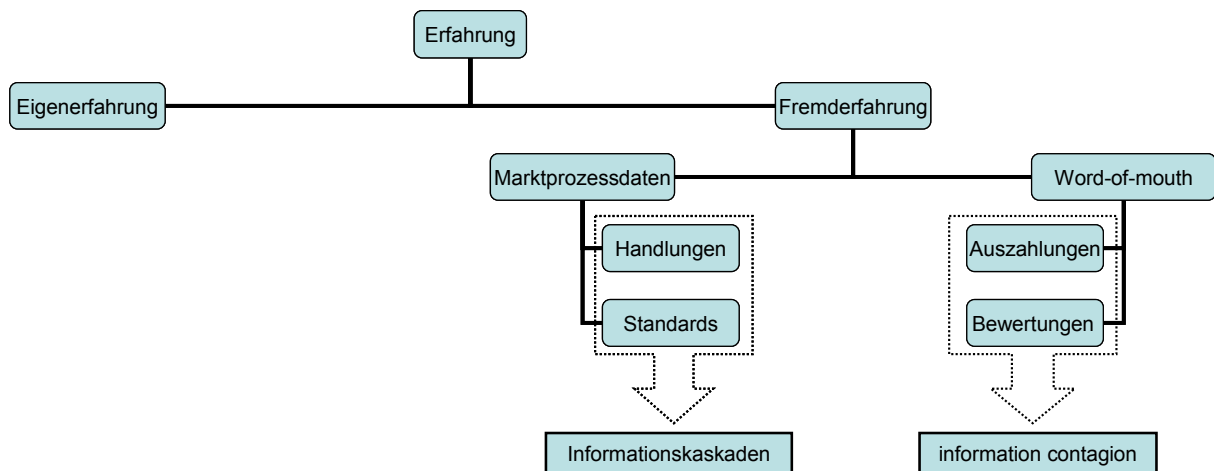 Erfahrung
Eigenerfahrung
Fremderfahrung
Marktprozessdaten
Word-of-mouth
Handlungen
Auszahlungen
Standards
Bewertungen
Informationskaskaden
information contagion